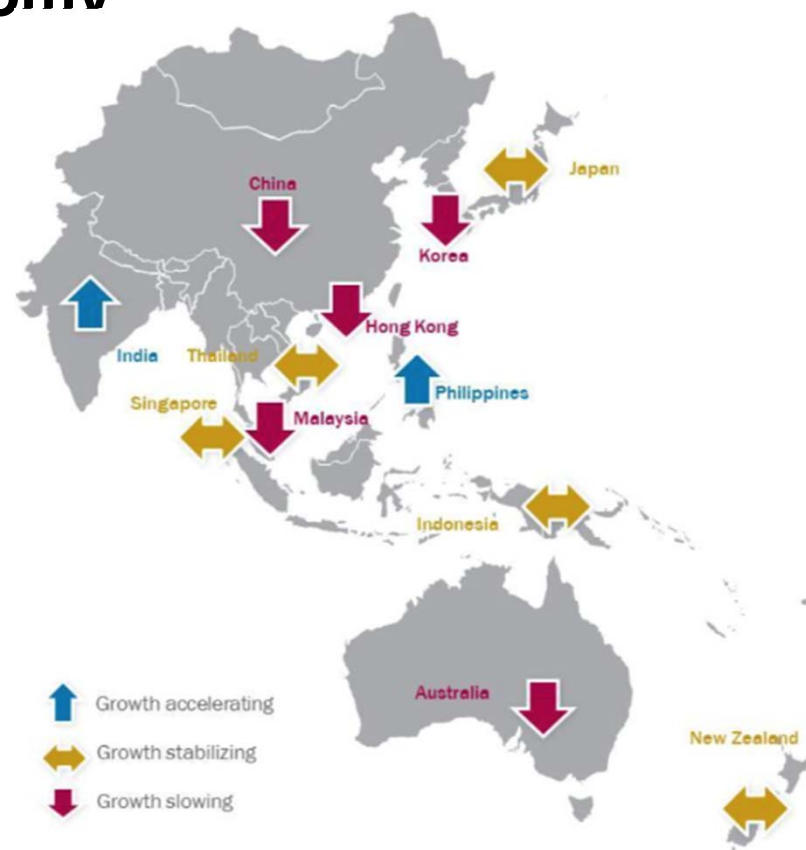 Japan
China
Korea
Hong Kong
India
Thailand
Philippines
Singapore
Malaysia
Indonesia
Australia
Growth accelerating
New Zealand
Growth stabilizing
Growth slowing